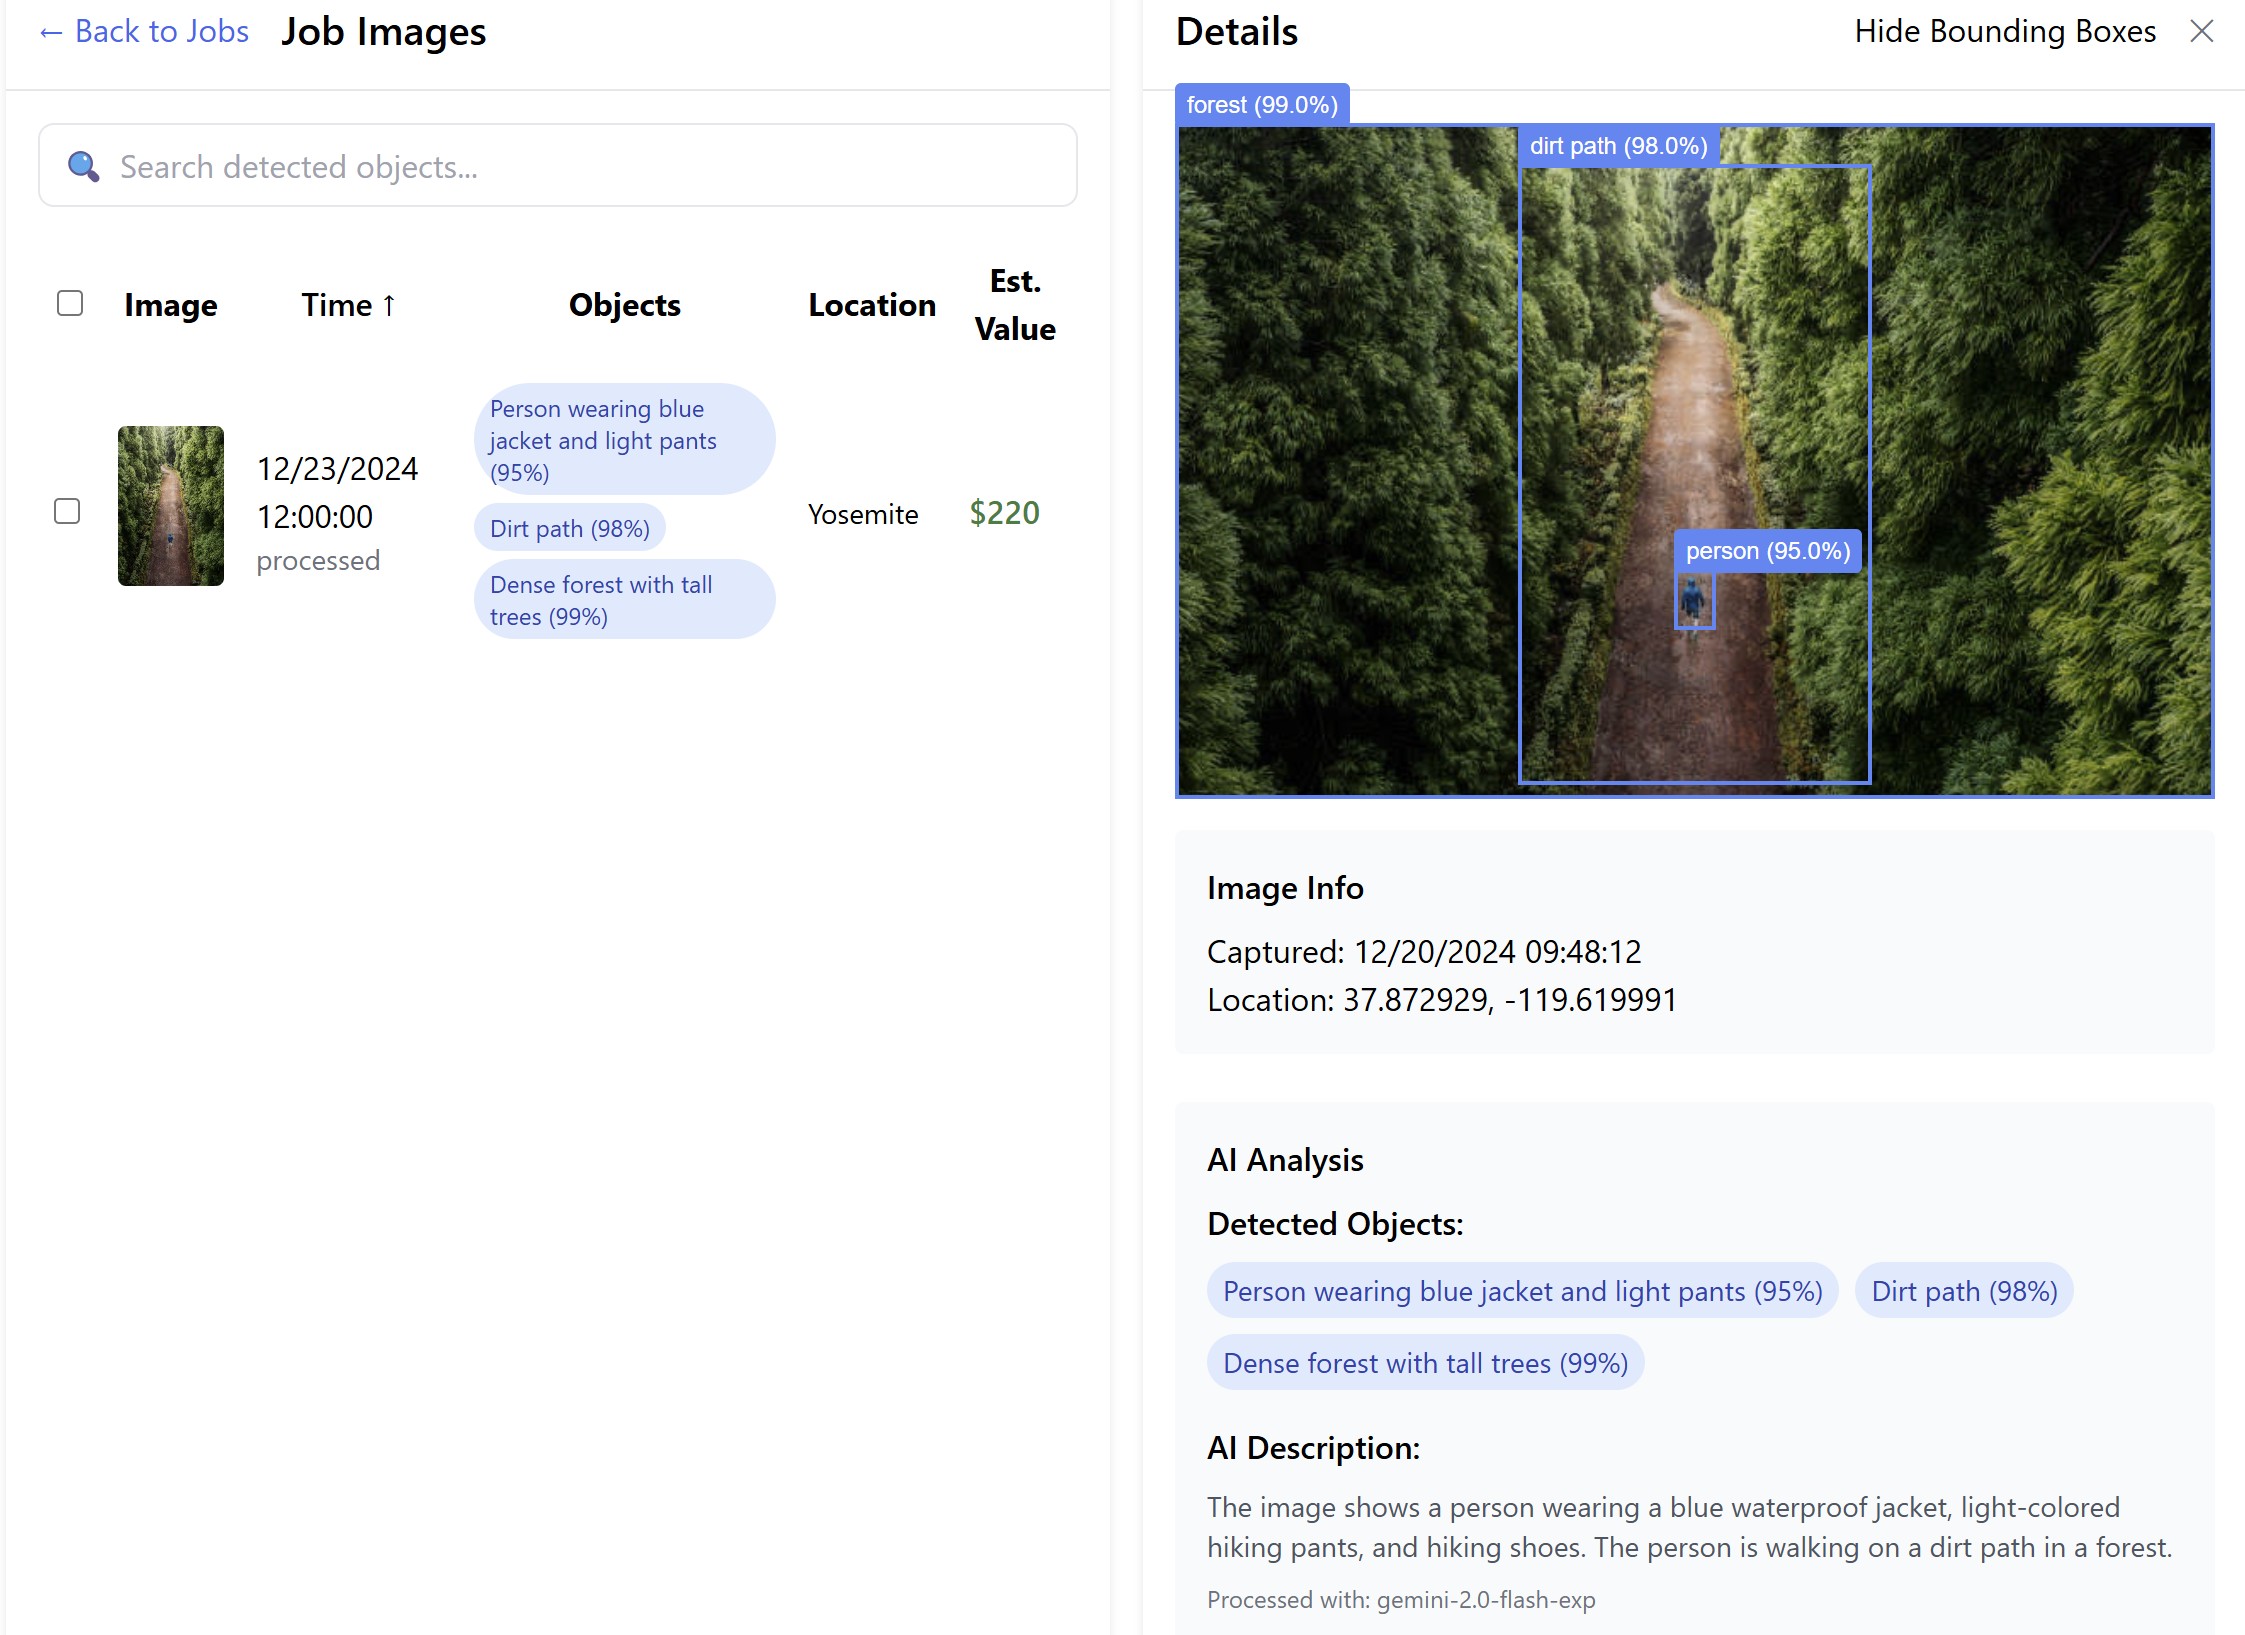 ← Back to Jobs
Job Images
Search detected objects...
Image
Time ↑
Objects
Location
Est.
Value
12/23/2024
12:00:00
processed
Person wearing blue
jacket and light pants
(95%)
Dirt path (98%)
Dense forest with tall
trees (99%)
Yosemite
$220
Details
Hide Bounding Boxes
forest (99.0%)
dirt path (98.0%)
person (95.0%)
Image Info
Captured: 12/20/2024 09:48:12
Location: 37.872929, -119.619991
AI Analysis
Detected Objects:
Person wearing blue jacket and light pants (95%)
Dirt path (98%)
Dense forest with tall trees (99%)
AI Description:
The image shows a person wearing a blue waterproof jacket, light-colored
hiking pants, and hiking shoes. The person is walking on a dirt path in a forest.
Processed with: gemini-2.0-flash-exp